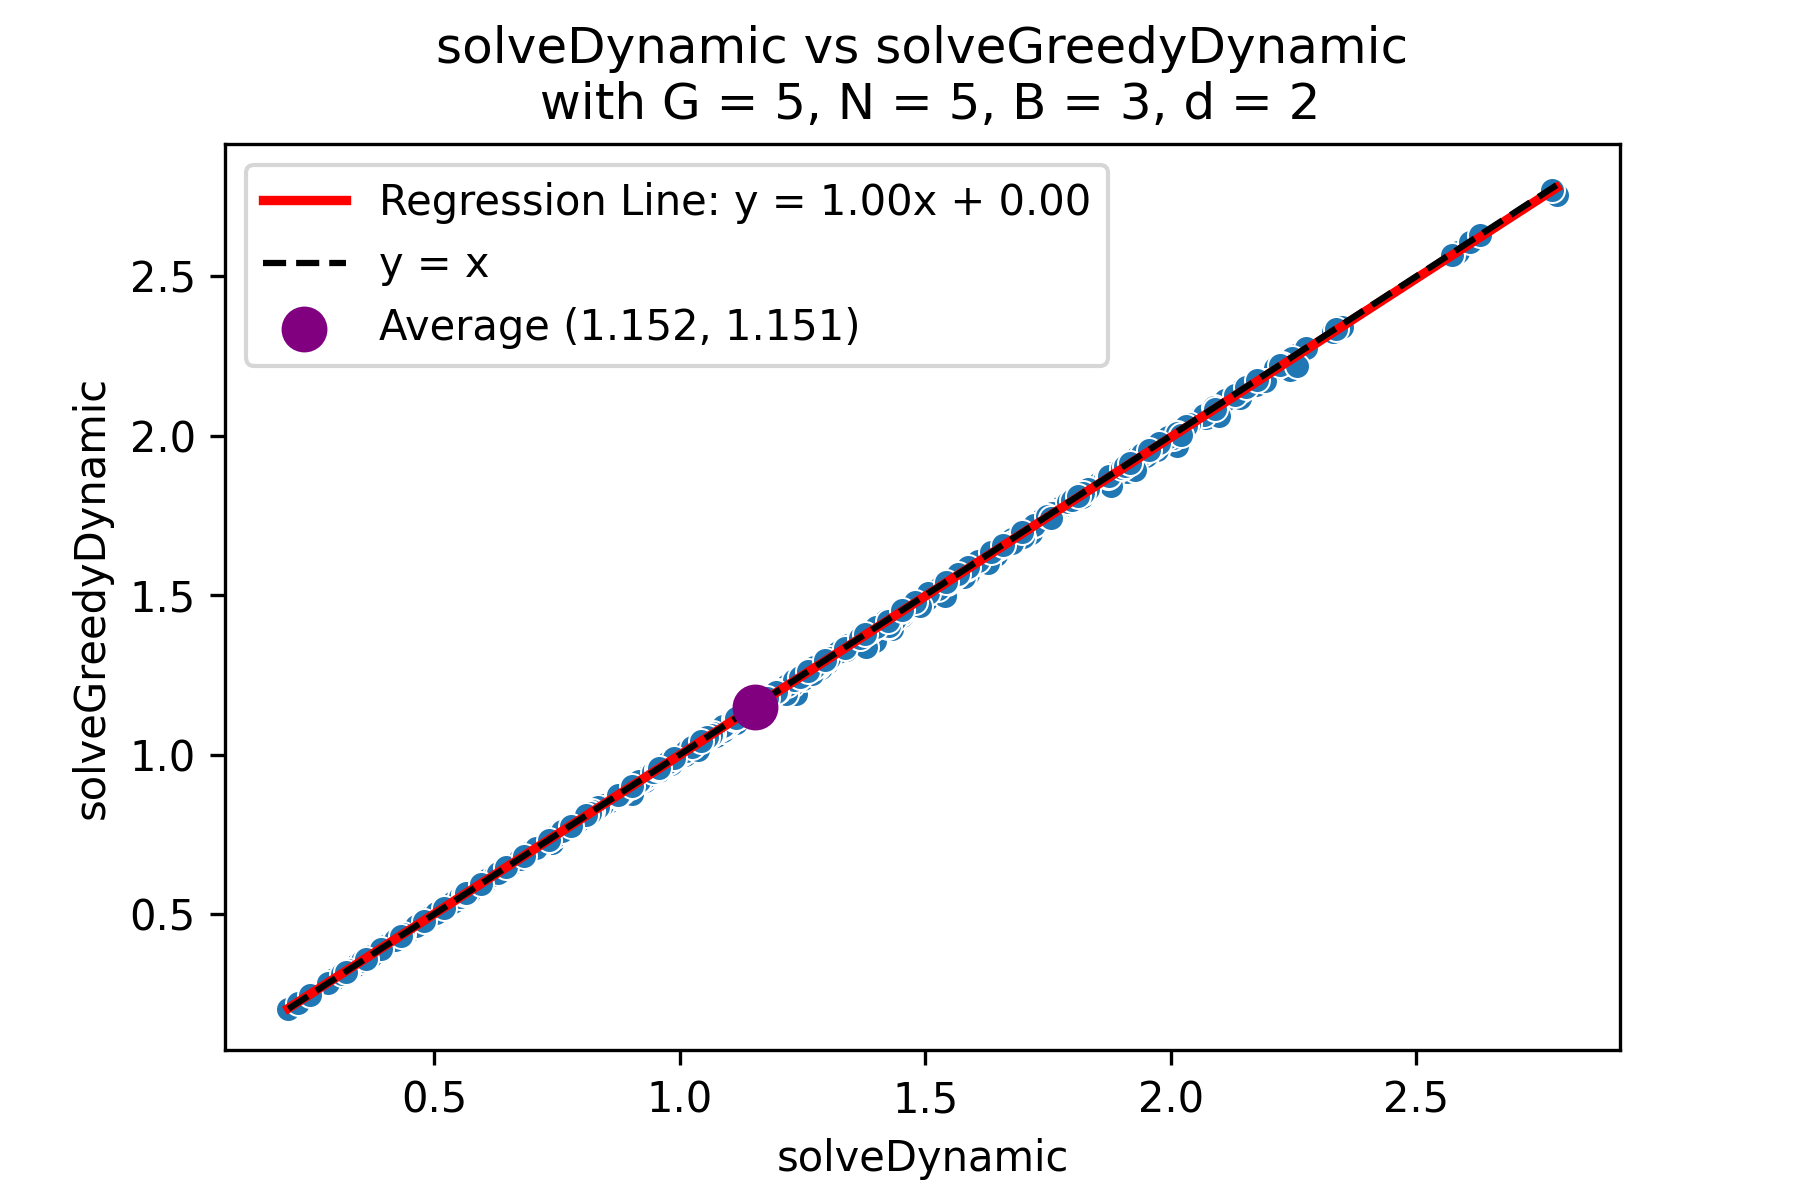 solveDynamic vs solveGreedyDynamic
with G = 5, N = 5, B = 3, d = 2
Regression Line: y = 1.00x + 0.00
y = x
Average (1.152, 1.151)
solveGreedyDynamic
2.5
2.0
1.5
1.0
0.5
0.5 1.0 1.5 2.0 2.5
solveDynamic